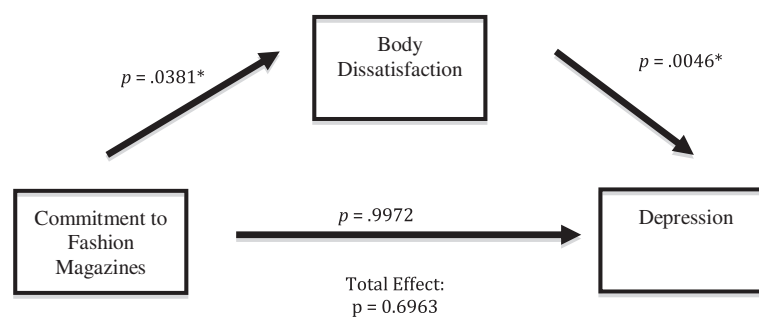 Body
Dissatisfaction
p = .0381*
p = .0046*
Commitment to
Fashion
Magazines
p = .9972
Depression
Total Effect:
p = 0.6963